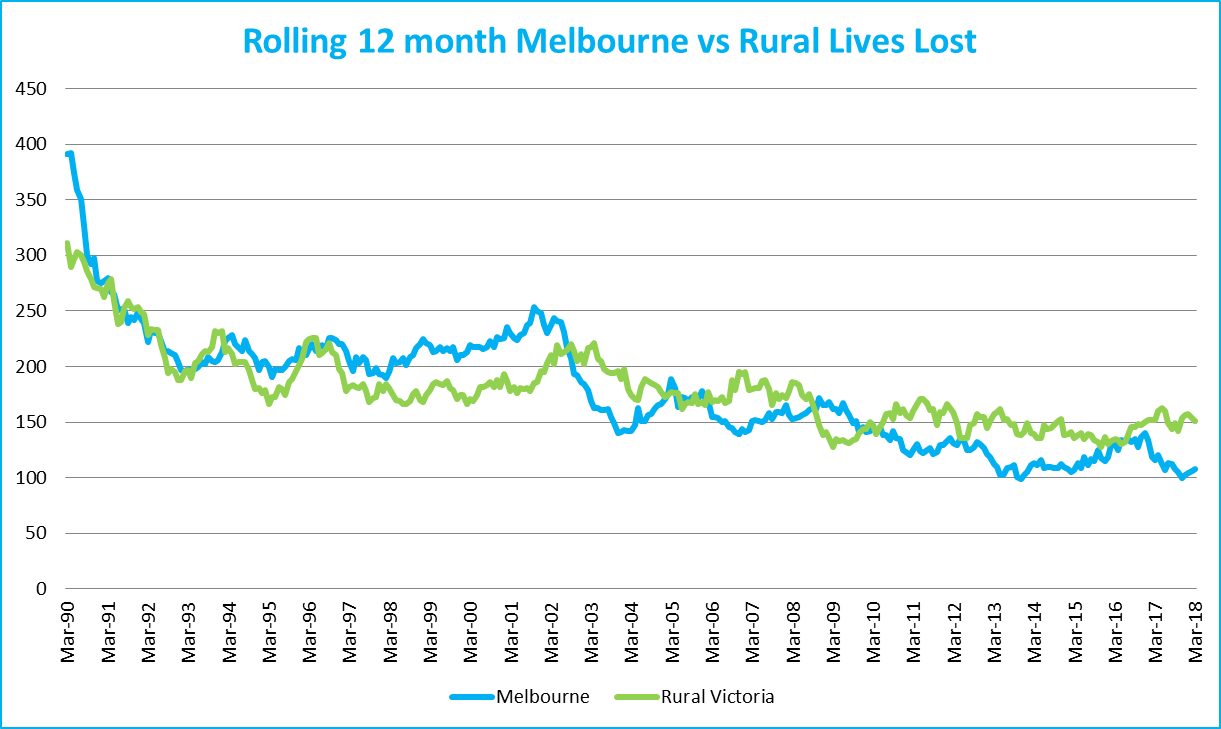 Rolling 12 month Melbourne vs Rural Lives Lost
450
400
350
300
250
200
150
100
50
0
Mar-90
Mar-91
Mar-92
Mar-93
Mar-94
Mar-95
Mar-96
Mar-97
Mar-98
Mar-99
Mar-00
Mar-01
Mar-02
Mar-03
Mar-04
Mar-05
Mar-06
Mar-07
Mar-08
Mar-09
Mar-10
Mar-11
Mar-12
Mar-13
Mar-14
Mar-15
Mar-16
Mar-17
Mar-18
Melbourne
Rural Victoria